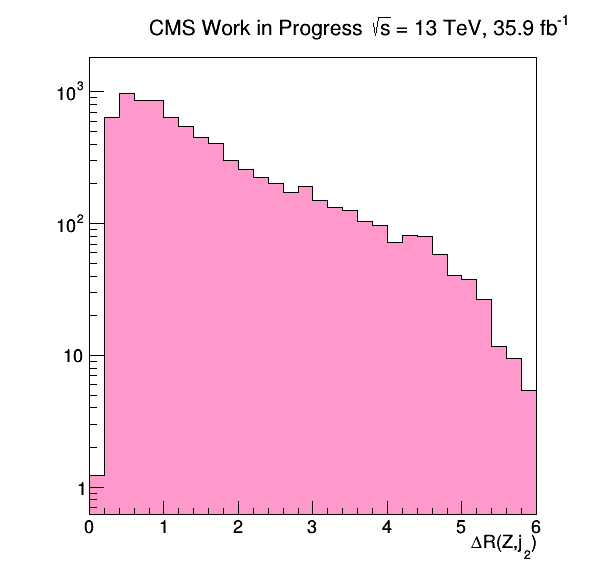 CMS Work in Progress √s = 13 TeV, 35.9 fb⁻¹
10³
10²
10
1
0 1 2 3 4 5 6
ΔR(Z,j₂)